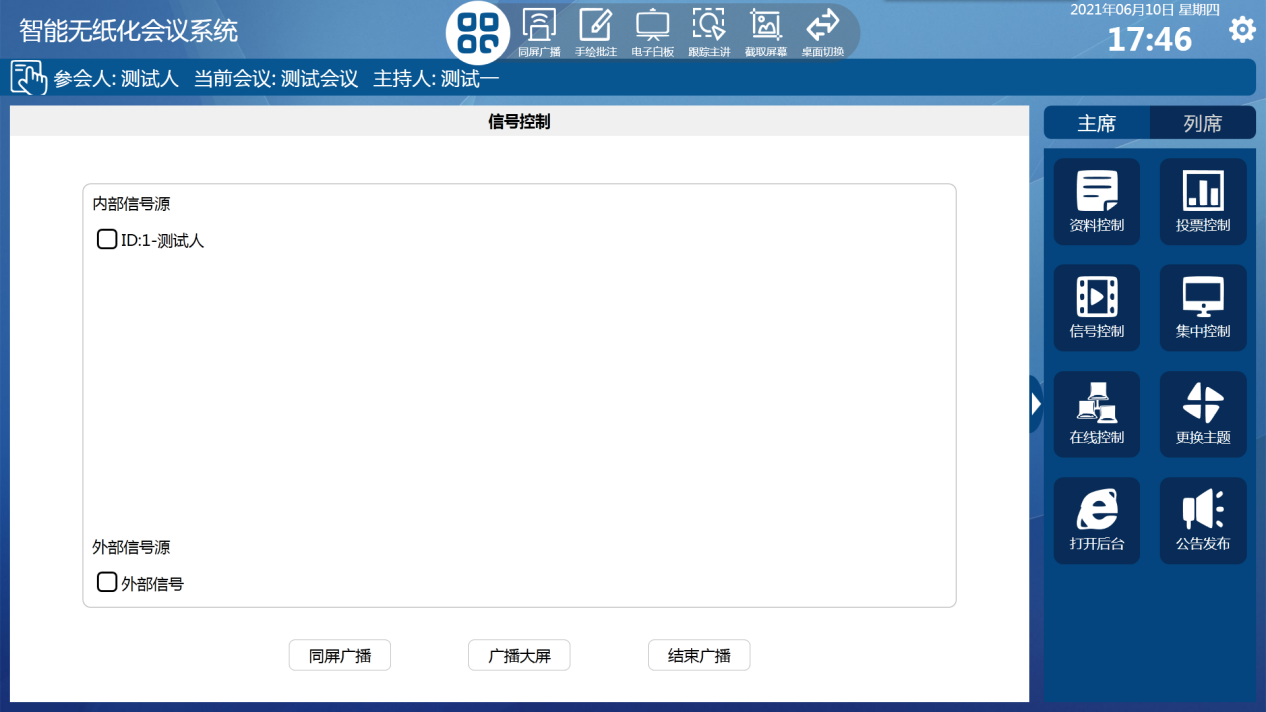 智能无纸化会议系统
同屏广播 手绘批注 电子白板 跟踪主讲 截取屏幕 桌面切换
2021年06月10日 星期四
17:46
参会人: 测试人 当前会议: 测试会议 主持人: 测试一
信号控制
内部信号源
ID:1-测试人
外部信号源
外部信号
同屏广播 广播大屏 结束广播
主席 列席
资料控制 投票控制
信号控制 集中控制
在线控制 更换主题
打开后台 公告发布